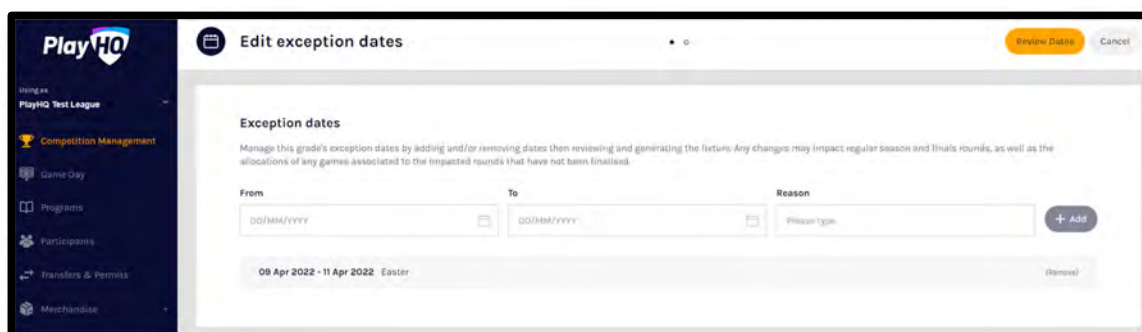 PlayHQ
Edit exception dates
Review Dates
Cancel
Using as
PlayHQ Test League
Competition Management
Game Day
Programs
Participants
Transfers & Permits
Merchandise
Exception dates
Manage this grade's exception dates by adding and/or removing dates then reviewing and generating the fixture. Any changes may impact regular season and finals rounds, as well as the
allocations of any games associated to the impacted rounds that have not been finalised.
From
To
Reason
DD/MM/YYYY
DD/MM/YYYY
Please type
+ Add
09 Apr 2022 - 11 Apr 2022 Easter
(Remove)